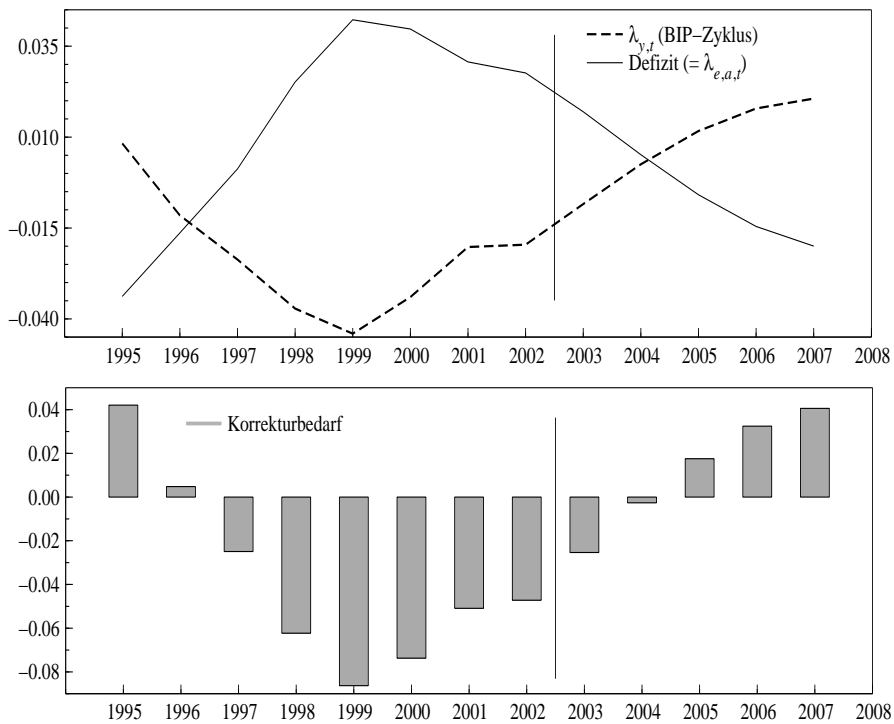 0.035
0.010
−0.015
−0.040
λy,t (BIP−Zyklus)
Defizit (= λe,a,t)
1995 1996 1997 1998 1999 2000 2001 2002 2003 2004 2005 2006 2007 2008
0.04
0.02
0.00
−0.02
−0.04
−0.06
−0.08
Korrekturbedarf
1995 1996 1997 1998 1999 2000 2001 2002 2003 2004 2005 2006 2007 2008